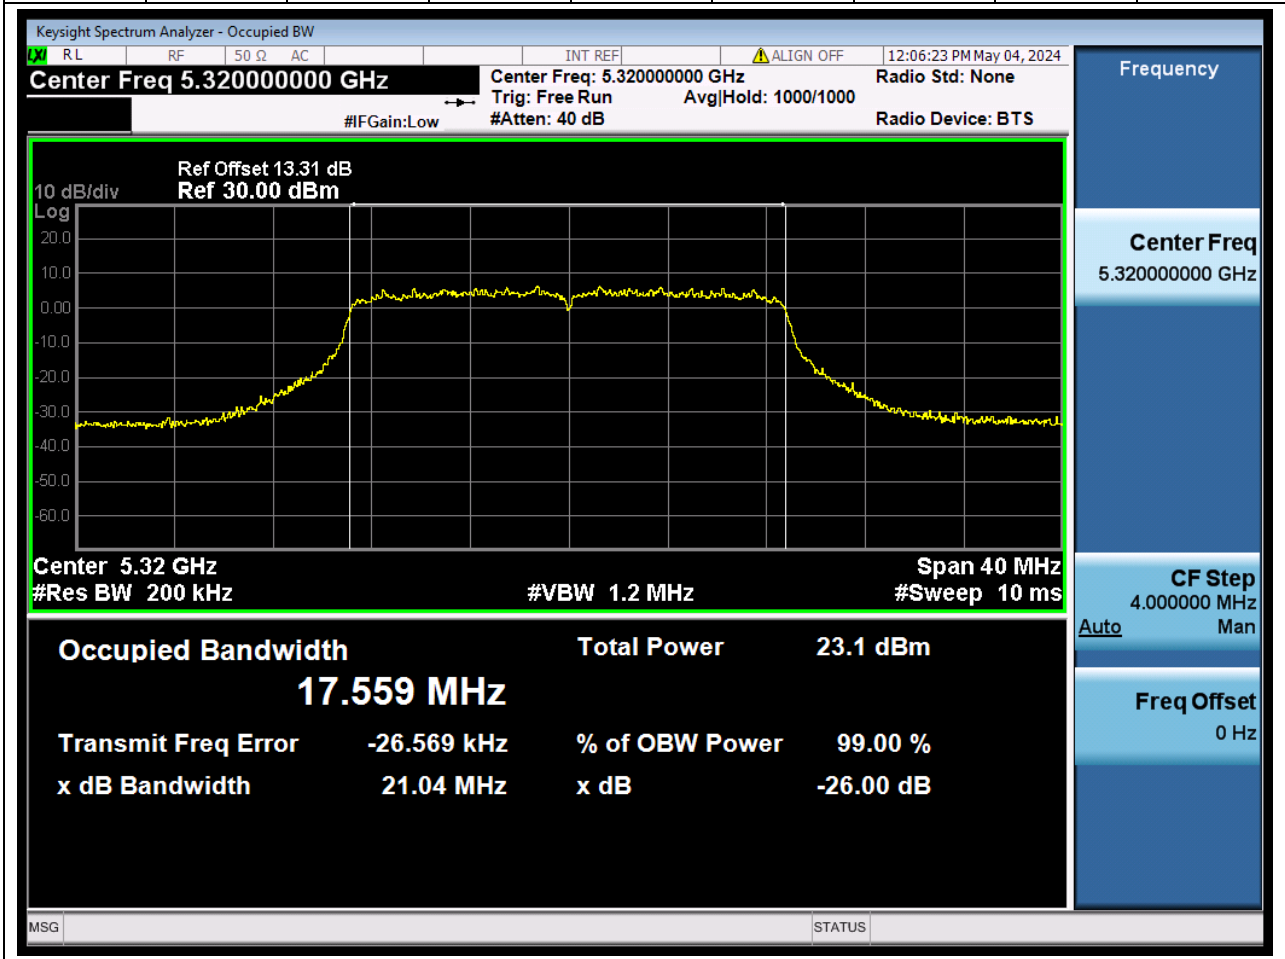 Keysight Spectrum Analyzer - Occupied BW
LXI RL RF 50 Ω AC INT REF ALIGN OFF 12:06:23 PM May 04, 2024
Center Freq 5.320000000 GHz
Center Freq: 5.320000000 GHz
Radio Std: None
Trig: Free Run Avg|Hold: 1000/1000
#IFGain:Low
#Atten: 40 dB
Radio Device: BTS
Ref Offset 13.31 dB
10 dB/div Ref 30.00 dBm
Log
20.0
10.0
0.00
-10.0
-20.0
-30.0
-40.0
-50.0
-60.0
Center 5.32 GHz Span 40 MHz
#Res BW 200 kHz #VBW 1.2 MHz #Sweep 10 ms
Occupied Bandwidth Total Power 23.1 dBm
17.559 MHz
Transmit Freq Error -26.569 kHz % of OBW Power 99.00 %
x dB Bandwidth 21.04 MHz x dB -26.00 dB
Frequency
Center Freq
5.320000000 GHz
CF Step
4.000000 MHz
Auto Man
Freq Offset
0 Hz
MSG STATUS